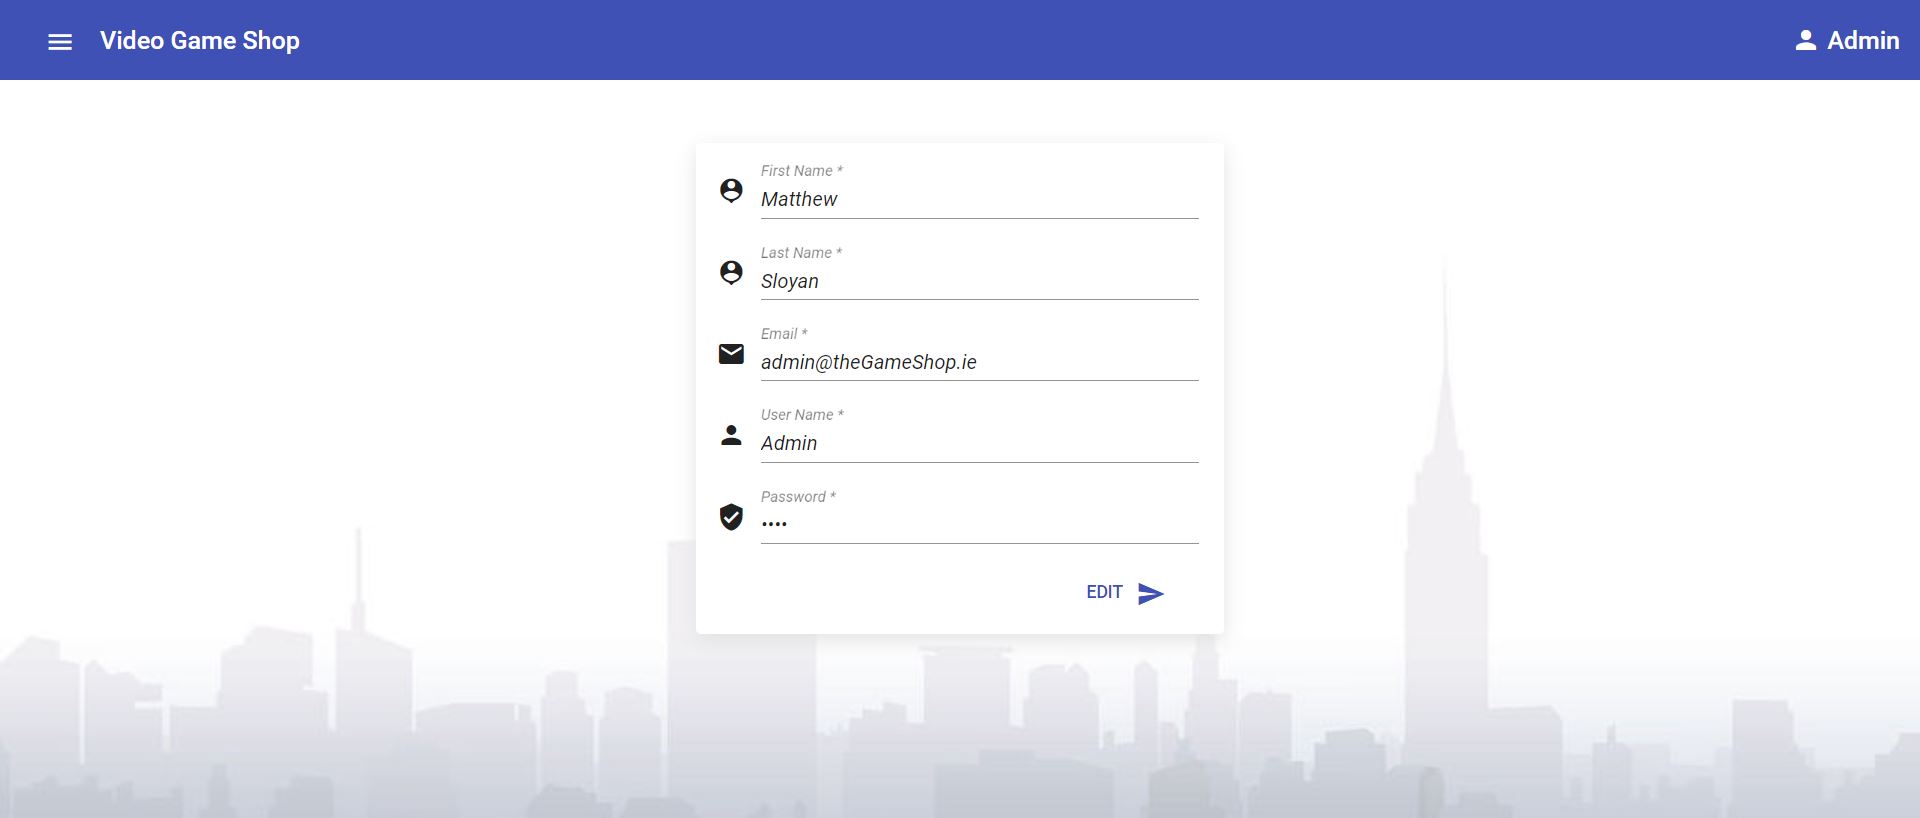 Video Game Shop
Admin
First Name *
Matthew
Last Name *
Sloyan
Email *
admin@theGameShop.ie
User Name *
Admin
Password *
••••
EDIT